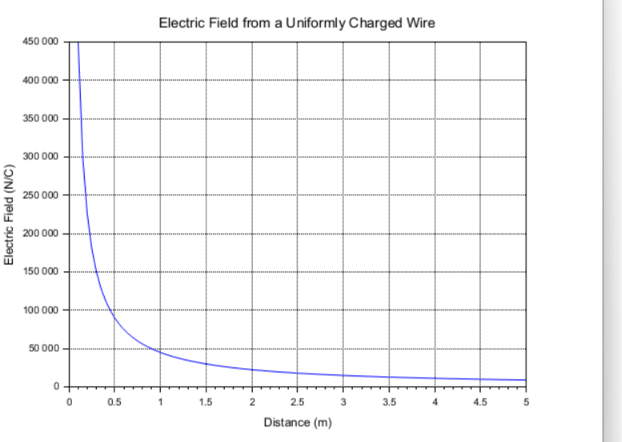 Electric Field from a Uniformly Charged Wire
450 000
400 000
350 000
300 000
250 000
200 000
150 000
100 000
50 000
0
Electric Field (N/C)
0 0.5 1 1.5 2 2.5 3 3.5 4 4.5 5
Distance (m)